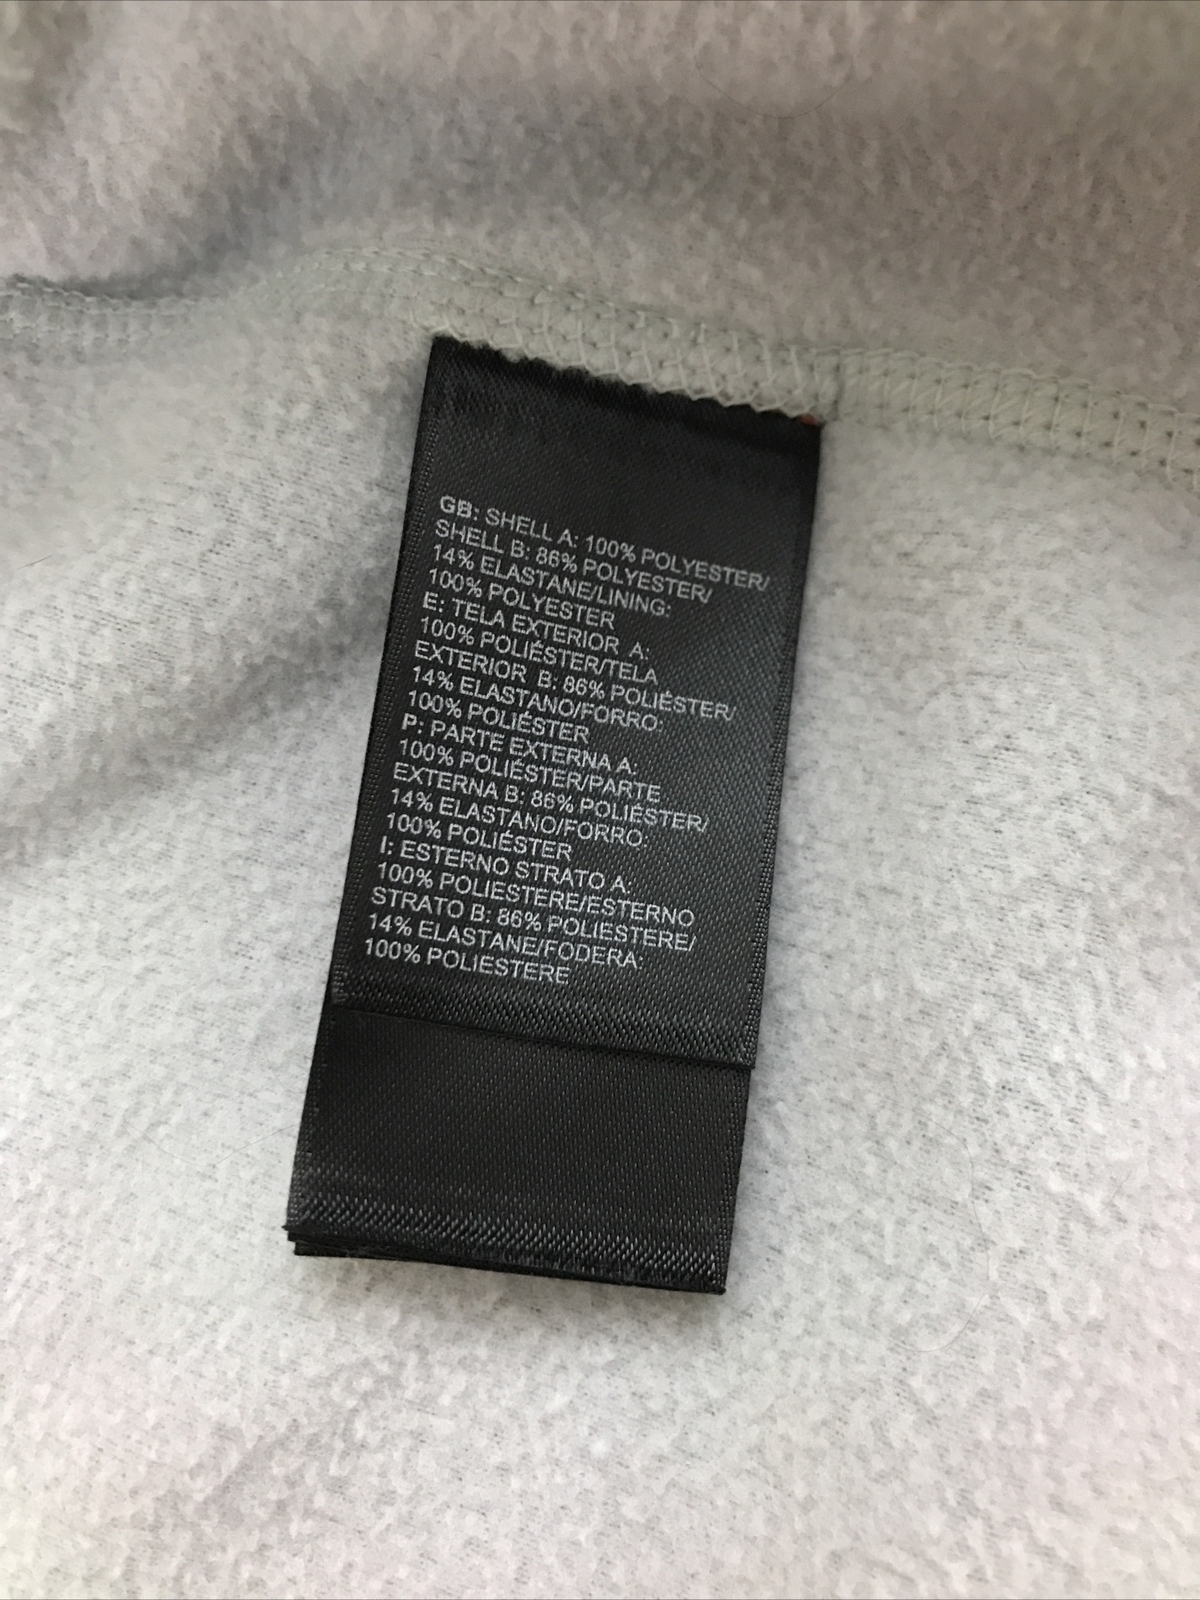 GB: SHELL A: 100% POLYESTER/
SHELL B: 86% POLYESTER/
14% ELASTANE/LINING:
100% POLYESTER
E: TELA EXTERIOR A:
100% POLIÉSTER/TELA
EXTERIOR B: 86% POLIÉSTER/
14% ELASTANO/FORRO:
100% POLIÉSTER
P: PARTE EXTERNA A:
100% POLIÉSTER/PARTE
EXTERNA B: 86% POLIÉSTER/
14% ELASTANO/FORRO:
100% POLIÉSTER
I: ESTERNO STRATO A:
100% POLIESTERE/ESTERNO
STRATO B: 86% POLIESTERE/
14% ELASTANE/FODERA:
100% POLIESTERE